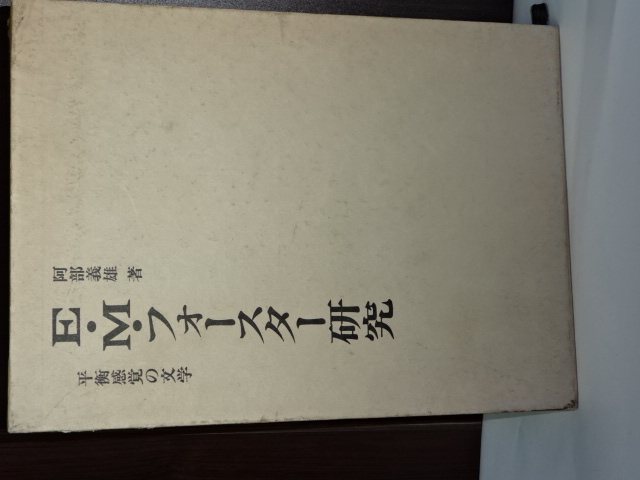 阿部義雄 著
E・M・フォースター研究
平衡感覚の文学